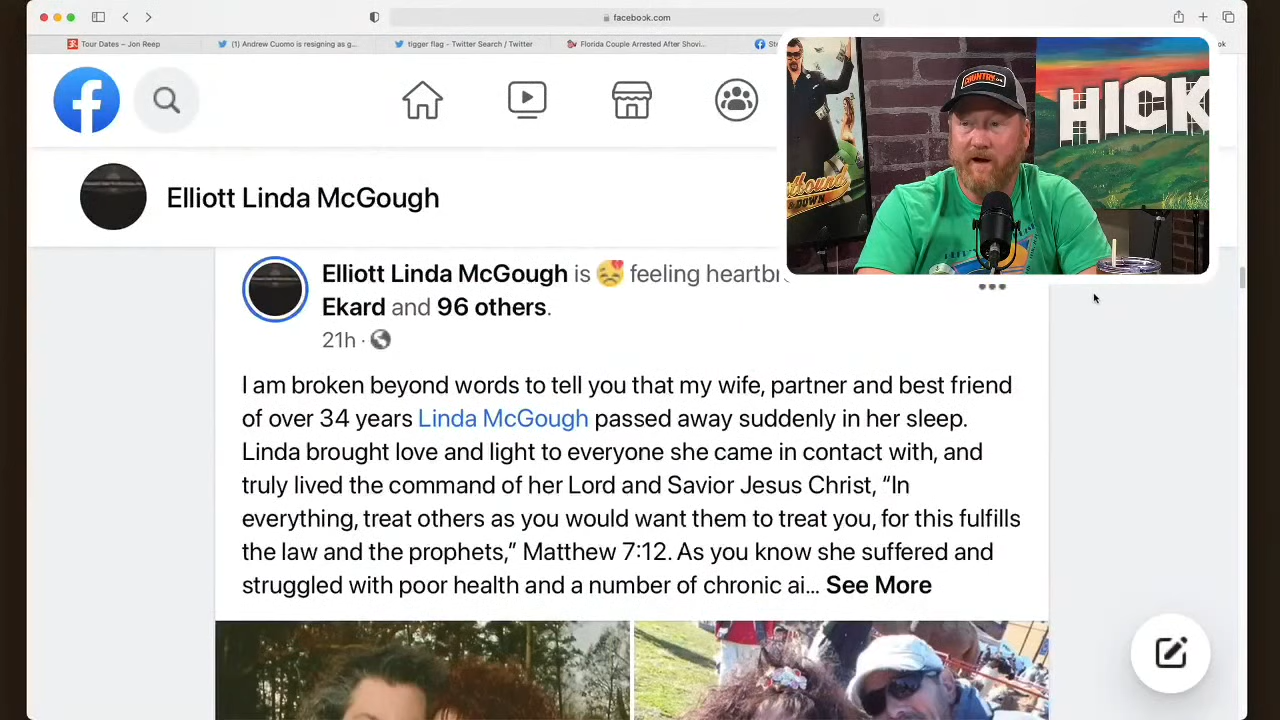 facebook.com
Tour Dates – Jon Reep
(1) Andrew Cuomo is resigning as g...
tigger flag - Twitter Search / Twitter
Florida Couple Arrested After Shovi...
COUNTRY
HICK
& DOWN
Elliott Linda McGough
Elliott Linda McGough is feeling
Ekard and 96 others.
21h ·
I am broken beyond words to tell you that my wife, partner and best friend
of over 34 years Linda McGough passed away suddenly in her sleep.
Linda brought love and light to everyone she came in contact with, and
truly lived the command of her Lord and Savior Jesus Christ, “In
everything, treat others as you would want them to treat you, for this fulfills
the law and the prophets,” Matthew 7:12. As you know she suffered and
struggled with poor health and a number of chronic ai... See More